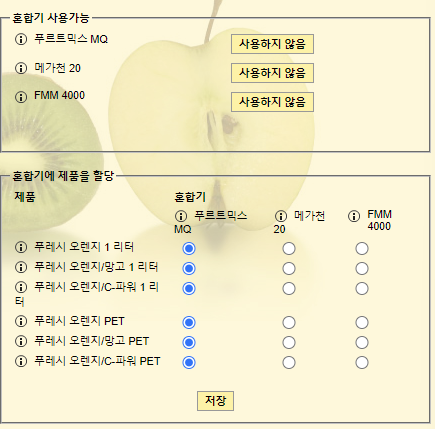 혼합기 사용가능
푸르트믹스 MQ 사용하지 않음
메가천 20 사용하지 않음
FMM 4000 사용하지 않음
혼합기에 제품을 할당
제품 혼합기
푸르트믹스 메가천 FMM
MQ 20 4000
푸레시 오렌지 1 리터
푸레시 오렌지/망고 1 리터
푸레시 오렌지/C-파워 1 리
터
푸레시 오렌지 PET
푸레시 오렌지/망고 PET
푸레시 오렌지/C-파워 PET
저장